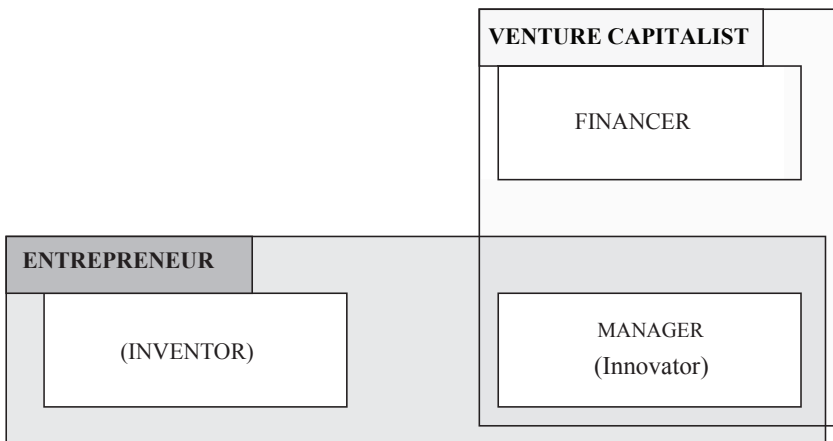 VENTURE CAPITALIST
FINANCER
ENTREPRENEUR
(INVENTOR)
MANAGER
(Innovator)